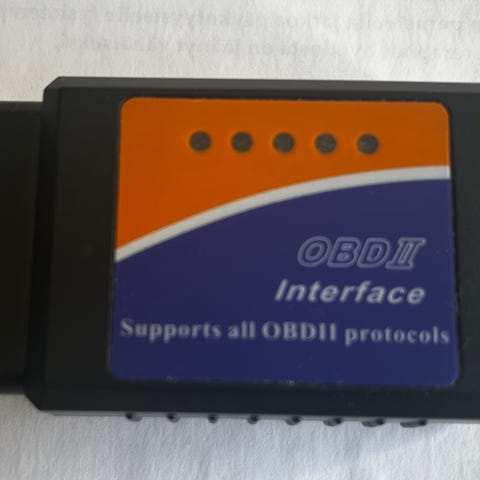 OBDII
Interface
Supports all OBDII protocols